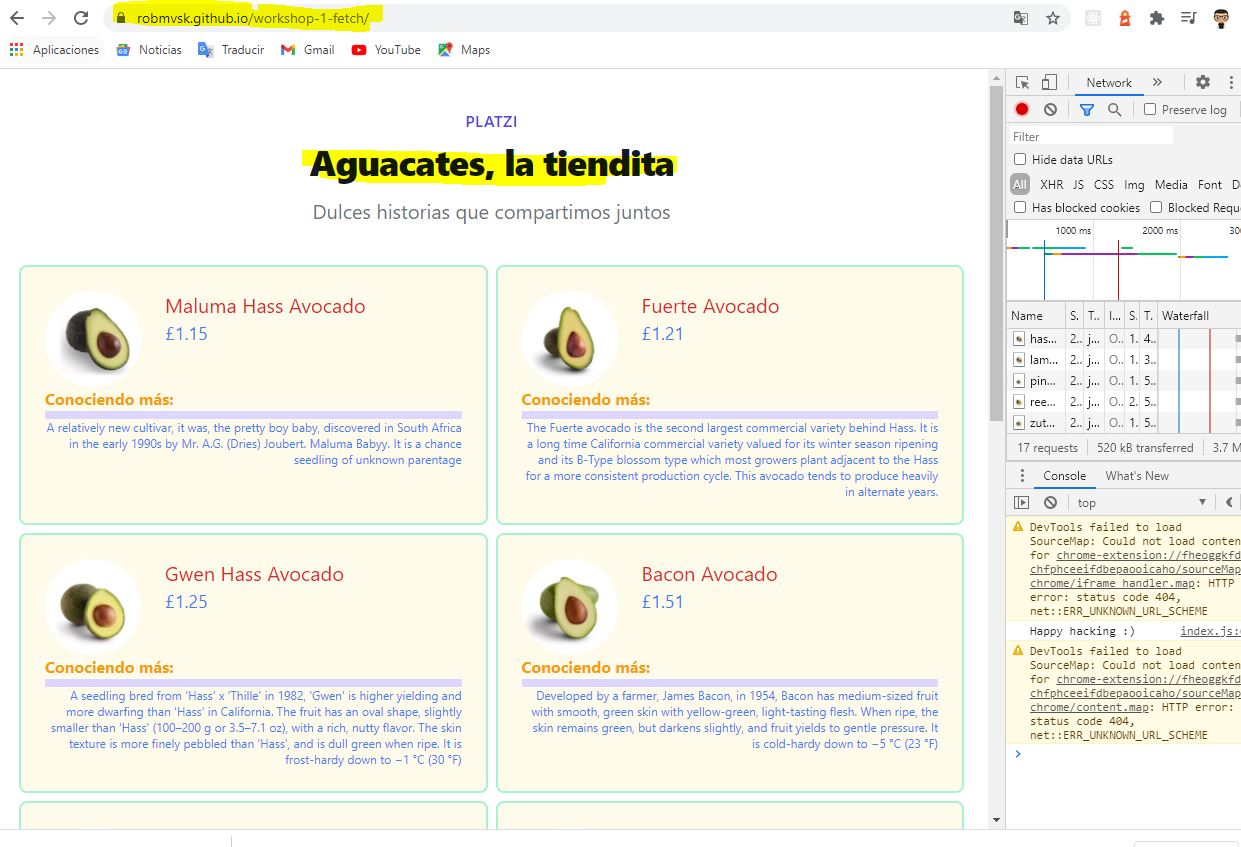 robmvsk.github.io/workshop-1-fetch/
Aplicaciones Noticias Traducir Gmail YouTube Maps
PLATZI
Aguacates, la tiendita
Dulces historias que compartimos juntos
Maluma Hass Avocado
£1.15
Conociendo más:
A relatively new cultivar, it was, the pretty boy baby, discovered in South Africa
in the early 1990s by Mr. A.G. (Dries) Joubert. Maluma Babyy. It is a chance
seedling of unknown parentage
Fuerte Avocado
£1.21
Conociendo más:
The Fuerte avocado is the second largest commercial variety behind Hass. It is
a long time California commercial variety valued for its winter season ripening
and its B-Type blossom type which most growers plant adjacent to the Hass
for a more consistent production cycle. This avocado tends to produce heavily
in alternate years.
Gwen Hass Avocado
£1.25
Conociendo más:
A seedling bred from 'Hass' x 'Thille' in 1982, 'Gwen' is higher yielding and
more dwarfing than 'Hass' in California. The fruit has an oval shape, slightly
smaller than 'Hass' (100–200 g or 3.5–7.1 oz), with a rich, nutty flavor. The skin
texture is more finely pebbled than 'Hass', and is dull green when ripe. It is
frost-hardy down to −1 °C (30 °F)
Bacon Avocado
£1.51
Conociendo más:
Developed by a farmer, James Bacon, in 1954, Bacon has medium-sized fruit
with smooth, green skin with yellow-green, light-tasting flesh. When ripe, the
skin remains green, but darkens slightly, and fruit yields to gentle pressure. It
is cold-hardy down to −5 °C (23 °F)
Network
Preserve log
Filter
Hide data URLs
All XHR JS CSS Img Media Font D
Has blocked cookies Blocked Requ
1000 ms 2000 ms 300
Name S. T.. I... S. T. Waterfall
has... 2.. j... O.. 1. 4..
lam... 2.. j... O.. 1. 3..
pin... 2.. j... O.. 1. 5..
ree... 2.. j... O.. 2. 5..
zut... 2.. j... O.. 1. 5..
17 requests 520 kB transferred 3.7 M
Console What's New
top
DevTools failed to load
SourceMap: Could not load conten
for chrome-extension://fheoggkfd
chfphceeifdbepaooicaho/sourceMap
chrome/iframe_handler.map: HTTP
error: status code 404,
net::ERR_UNKNOWN_URL_SCHEME
Happy hacking :) index.js:
DevTools failed to load
SourceMap: Could not load conten
for chrome-extension://fheoggkfd
chfphceeifdbepaooicaho/sourceMap
chrome/content.map: HTTP error:
status code 404,
net::ERR_UNKNOWN_URL_SCHEME